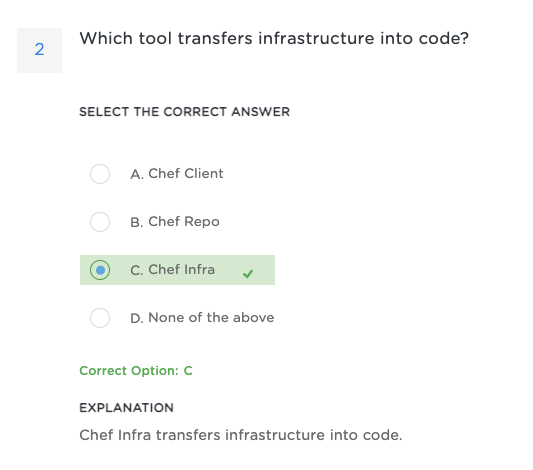 2
Which tool transfers infrastructure into code?
SELECT THE CORRECT ANSWER
A. Chef Client
B. Chef Repo
C. Chef Infra
D. None of the above
Correct Option: C
EXPLANATION
Chef Infra transfers infrastructure into code.